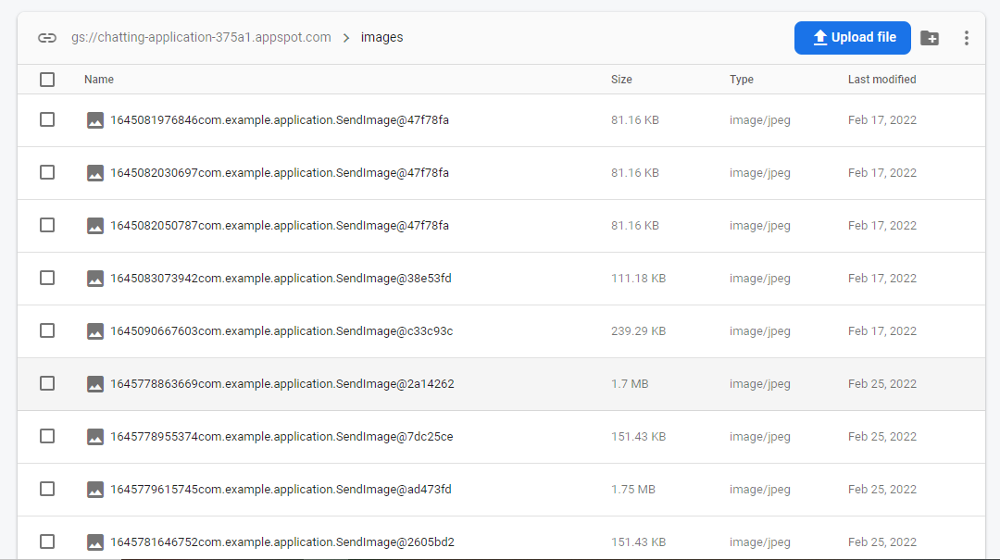 gs://chatting-application-375a1.appspot.com > images Upload file
Name Size Type Last modified
1645081976846com.example.application.SendImage@47f78fa 81.16 KB image/jpeg Feb 17, 2022
1645082030697com.example.application.SendImage@47f78fa 81.16 KB image/jpeg Feb 17, 2022
1645082050787com.example.application.SendImage@47f78fa 81.16 KB image/jpeg Feb 17, 2022
1645083073942com.example.application.SendImage@38e53fd 111.18 KB image/jpeg Feb 17, 2022
1645090667603com.example.application.SendImage@c33c93c 239.29 KB image/jpeg Feb 17, 2022
1645778863669com.example.application.SendImage@2a14262 1.7 MB image/jpeg Feb 25, 2022
1645778955374com.example.application.SendImage@7dc25ce 151.43 KB image/jpeg Feb 25, 2022
1645779615745com.example.application.SendImage@ad473fd 1.75 MB image/jpeg Feb 25, 2022
1645781646752com.example.application.SendImage@2605bd2 151.43 KB image/jpeg Feb 25, 2022